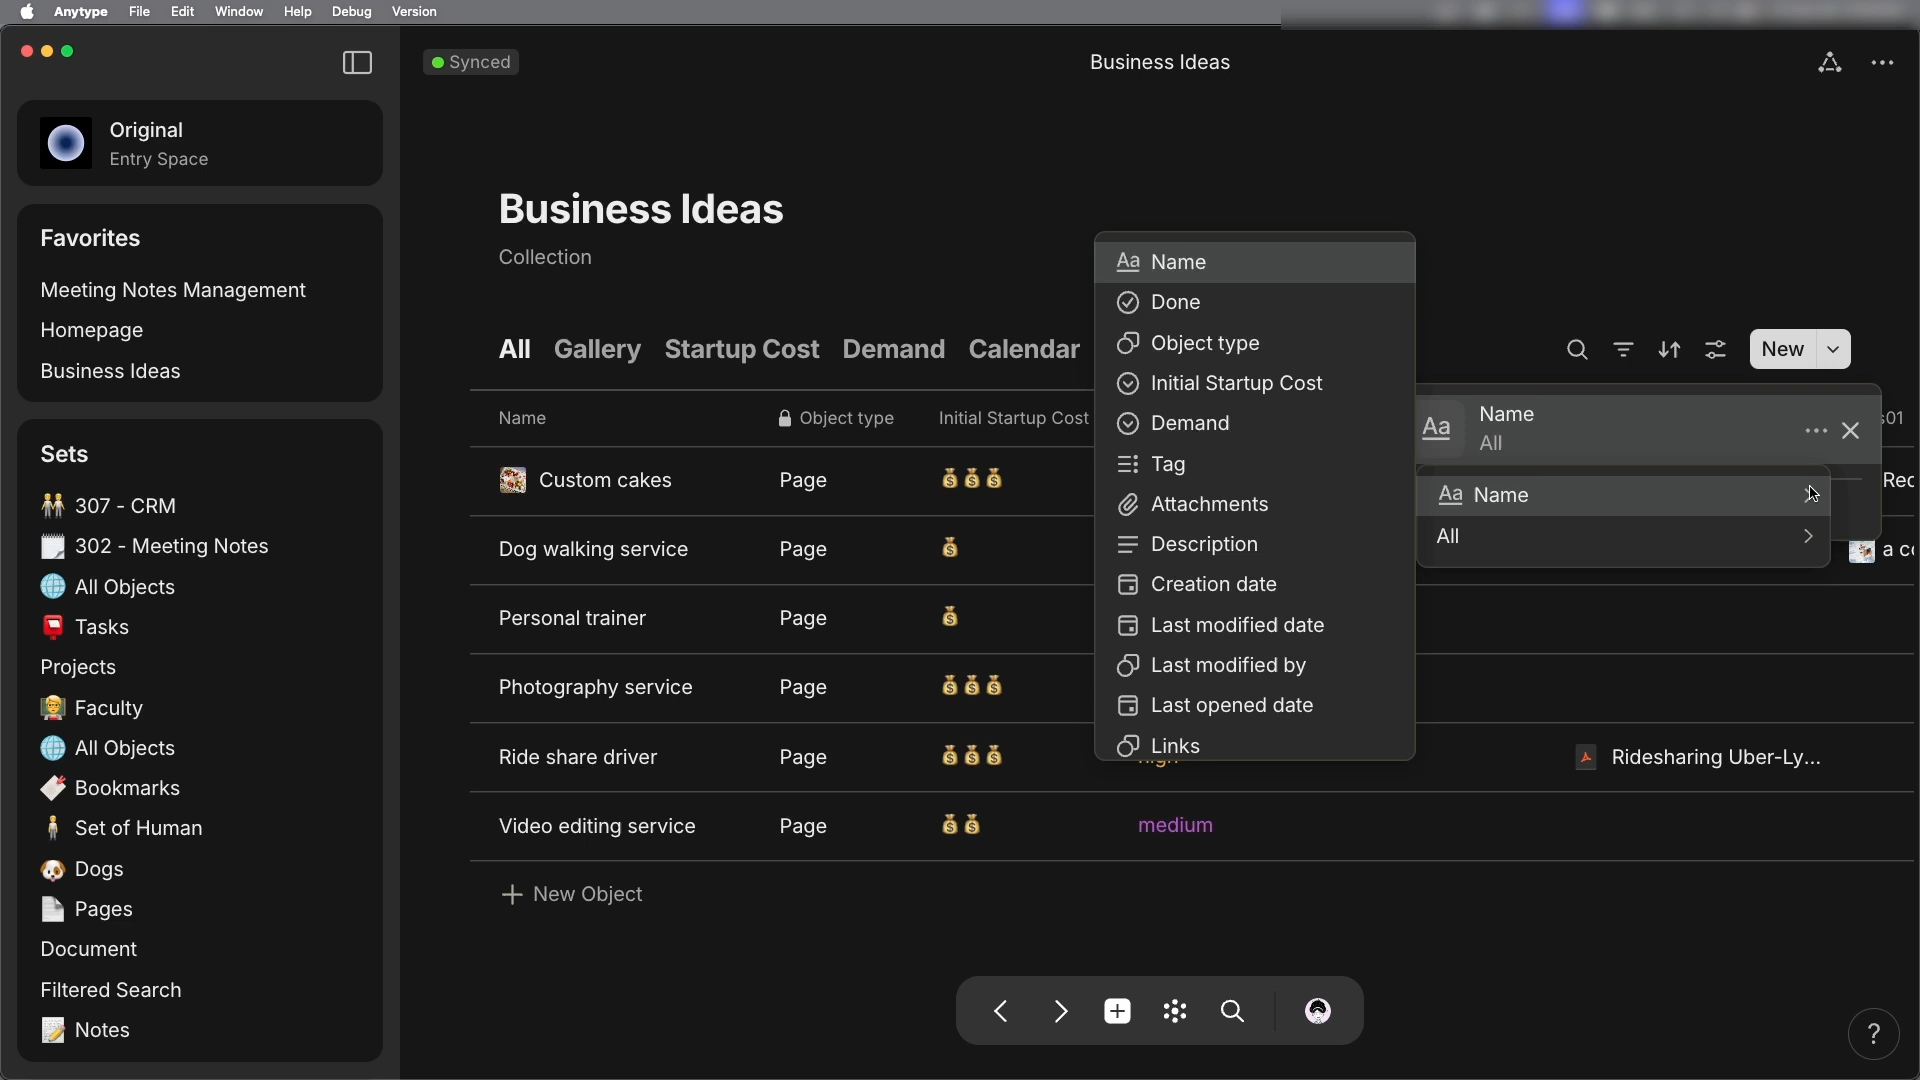 Anytype File Edit Window Help Debug Version
Synced
Business Ideas
Original
Entry Space
Favorites
Meeting Notes Management
Homepage
Business Ideas
Sets
307 - CRM
302 - Meeting Notes
All Objects
Tasks
Projects
Faculty
All Objects
Bookmarks
Set of Human
Dogs
Pages
Document
Filtered Search
Notes
Business Ideas
Collection
All Gallery Startup Cost Demand Calendar
New
Name Object type Initial Startup Cost
Custom cakes Page
Dog walking service Page
Personal trainer Page
Photography service Page
Ride share driver Page Ridesharing Uber-Ly...
Video editing service Page medium
New Object
Aa Name
Done
Object type
Initial Startup Cost
Demand
Tag
Attachments
Description
Creation date
Last modified date
Last modified by
Last opened date
Links
Aa Name
All
Aa Name
All
?